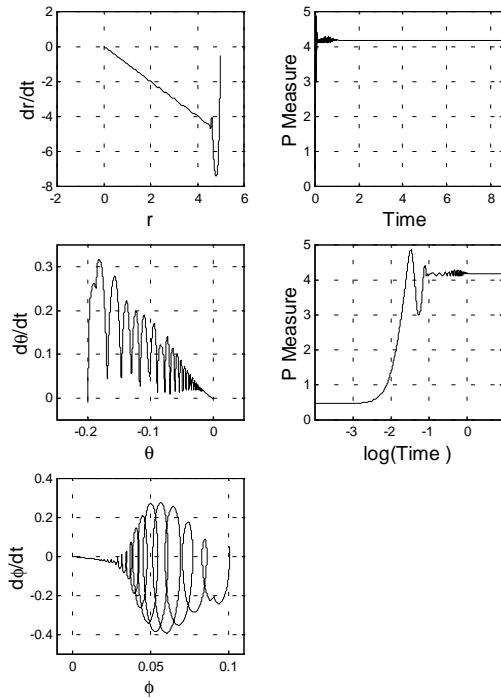 2
0
-2
-4
-6
-8
dr/dt
-2 0 2 4 6
r
5
4
3
2
1
0
P Measure
0 2 4 6 8
Time
0.3
0.2
0.1
0
dθ/dt
-0.2 -0.1 0
θ
5
4
3
2
1
0
P Measure
-3 -2 -1 0
log(Time )
0.4
0.2
0
-0.2
-0.4
dϕ/dt
0 0.05 0.1
ϕ